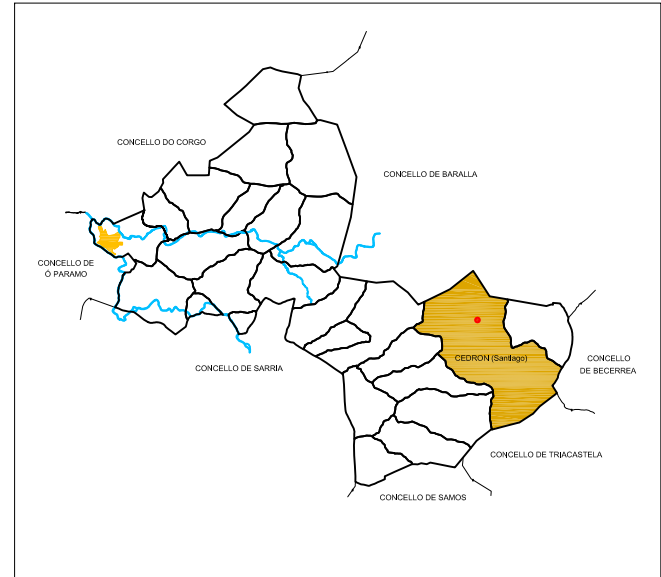 CONCELLO DO CORGO
CONCELLO DE BARALLA
CONCELLO DE
Ó PARAMO
CEDRON (Santiago)
CONCELLO
DE BECERREA
CONCELLO DE SARRIA
CONCELLO DE TRIACASTELA
CONCELLO DE SAMOS